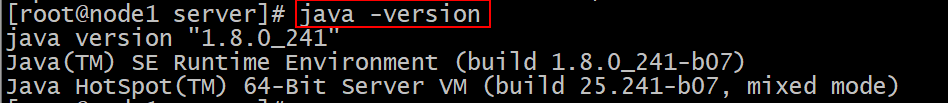 [root@node1 server]# java -version
java version "1.8.0_241"
Java(TM) SE Runtime Environment (build 1.8.0_241-b07)
Java HotSpot(TM) 64-Bit Server VM (build 25.241-b07, mixed mode)